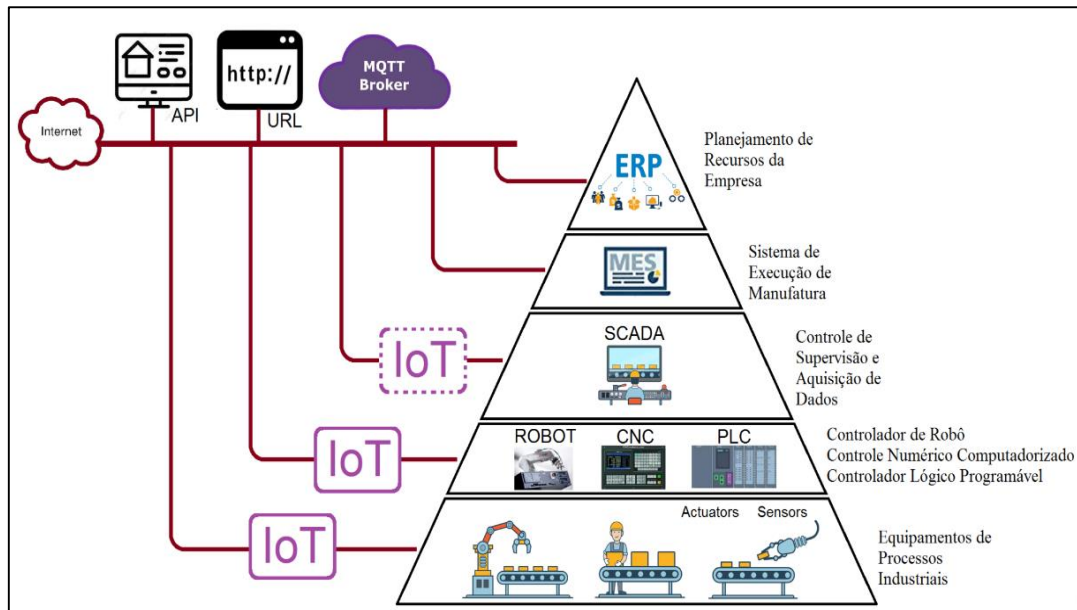 Internet
API
http://
URL
MQTT
Broker
ERP
Planejamento de
Recursos da
Empresa
MES
Sistema de
Execução de
Manufatura
IoT
SCADA
Controle de
Supervisão e
Aquisição de
Dados
IoT
ROBOT
CNC
PLC
Controlador de Robô
Controle Numérico Computadorizado
Controlador Lógico Programável
IoT
Actuators
Sensors
Equipamentos de
Processos
Industriais